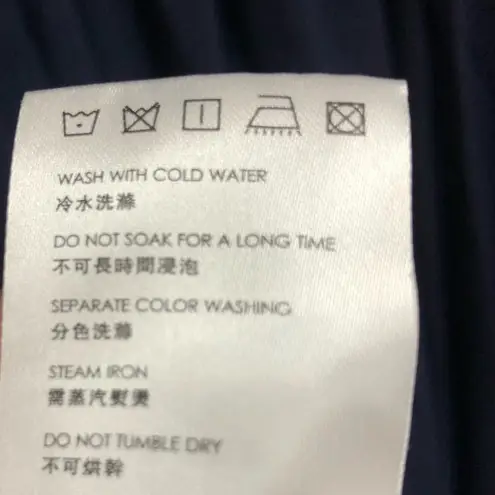 WASH WITH COLD WATER
冷水洗滌
DO NOT SOAK FOR A LONG TIME
不可長時間浸泡
SEPARATE COLOR WASHING
分色洗滌
STEAM IRON
需蒸汽熨燙
DO NOT TUMBLE DRY
不可烘幹